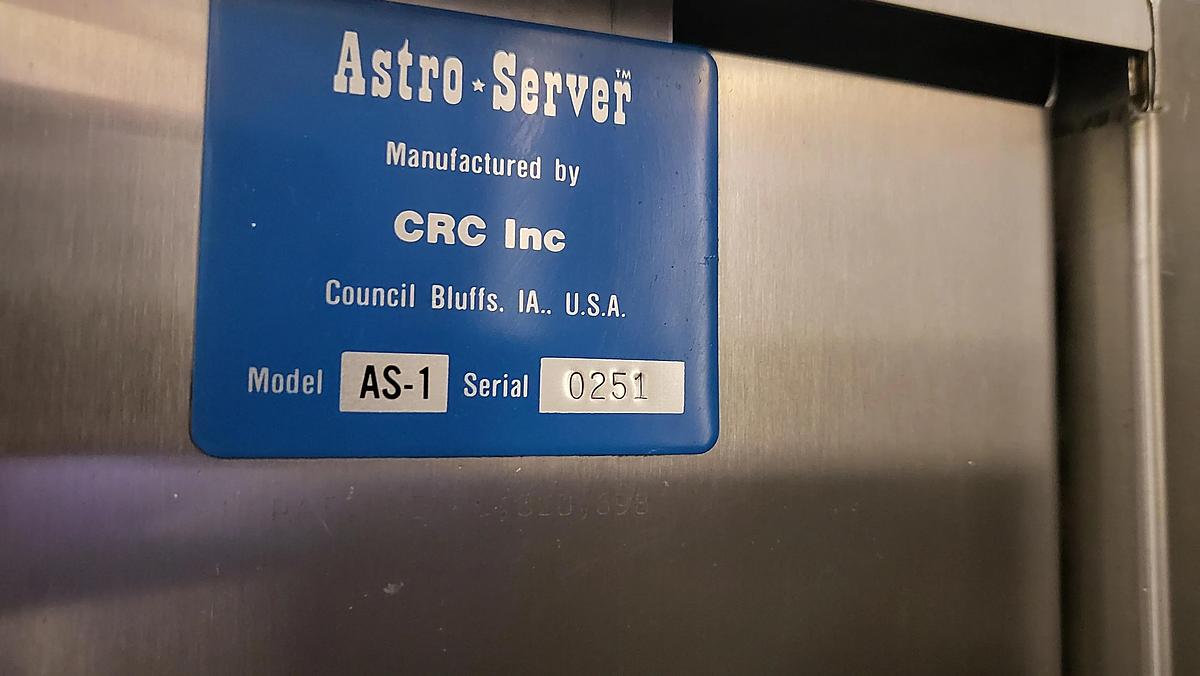 Astro★Server™
Manufactured by
CRC Inc
Council Bluffs. IA.. U.S.A.
Model AS-1 Serial 0251